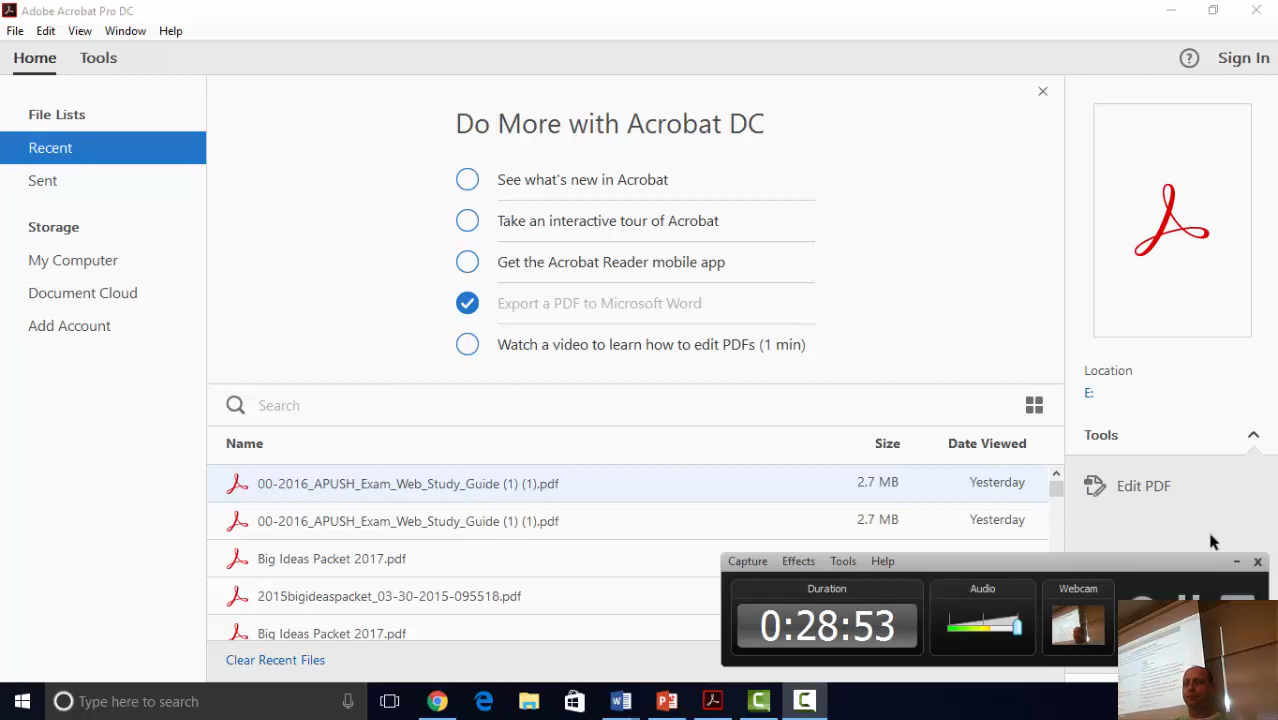 Adobe Acrobat Pro DC
File Edit View Window Help
Home Tools
Sign In
File Lists
Recent
Sent
Storage
My Computer
Document Cloud
Add Account
Do More with Acrobat DC
See what's new in Acrobat
Take an interactive tour of Acrobat
Get the Acrobat Reader mobile app
Export a PDF to Microsoft Word
Watch a video to learn how to edit PDFs (1 min)
Search
Name Size Date Viewed
00-2016_APUSH_Exam_Web_Study_Guide (1) (1).pdf 2.7 MB Yesterday
00-2016_APUSH_Exam_Web_Study_Guide (1).pdf 2.7 MB Yesterday
Big Ideas Packet 2017.pdf
2015bigideaspacket_03-30-2015-095518.pdf
Big Ideas Packet 2017.pdf
Clear Recent Files
Location
E:
Tools
Edit PDF
Capture Effects Tools Help
Duration Audio Webcam
0:28:53
Type here to search